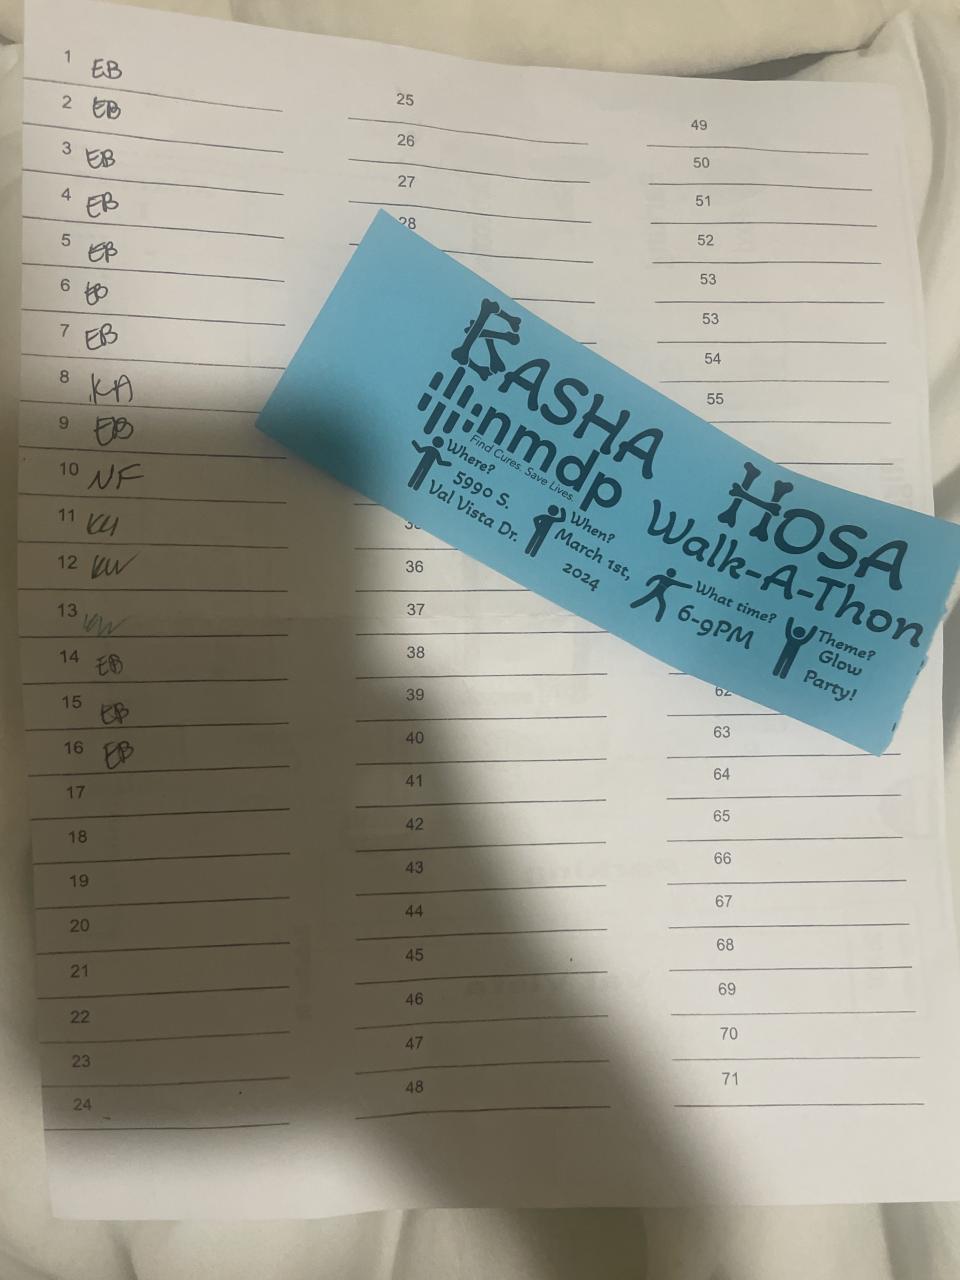 1 EB
2 EB
3 EB
4 EB
5 EB
6 EB
7 EB
8 KA
9 EB
10 NF
11
12 KW
13 KW
14 EB
15 EB
16 EB
17
18
19
20
21
22
23
24
25
26
27
28
36
37
38
39
40
41
42
43
44
45
46
47
48
49
50
51
52
53
53
54
55
62
63
64
65
66
67
68
69
70
71
BASHA
HOSA
nmdp
Find Cures. Save Lives.
Walk-A-Thon
Where?
5990 S.
Val Vista Dr.
When?
March 1st,
2024
What time?
6-9PM
Theme?
Glow
Party!